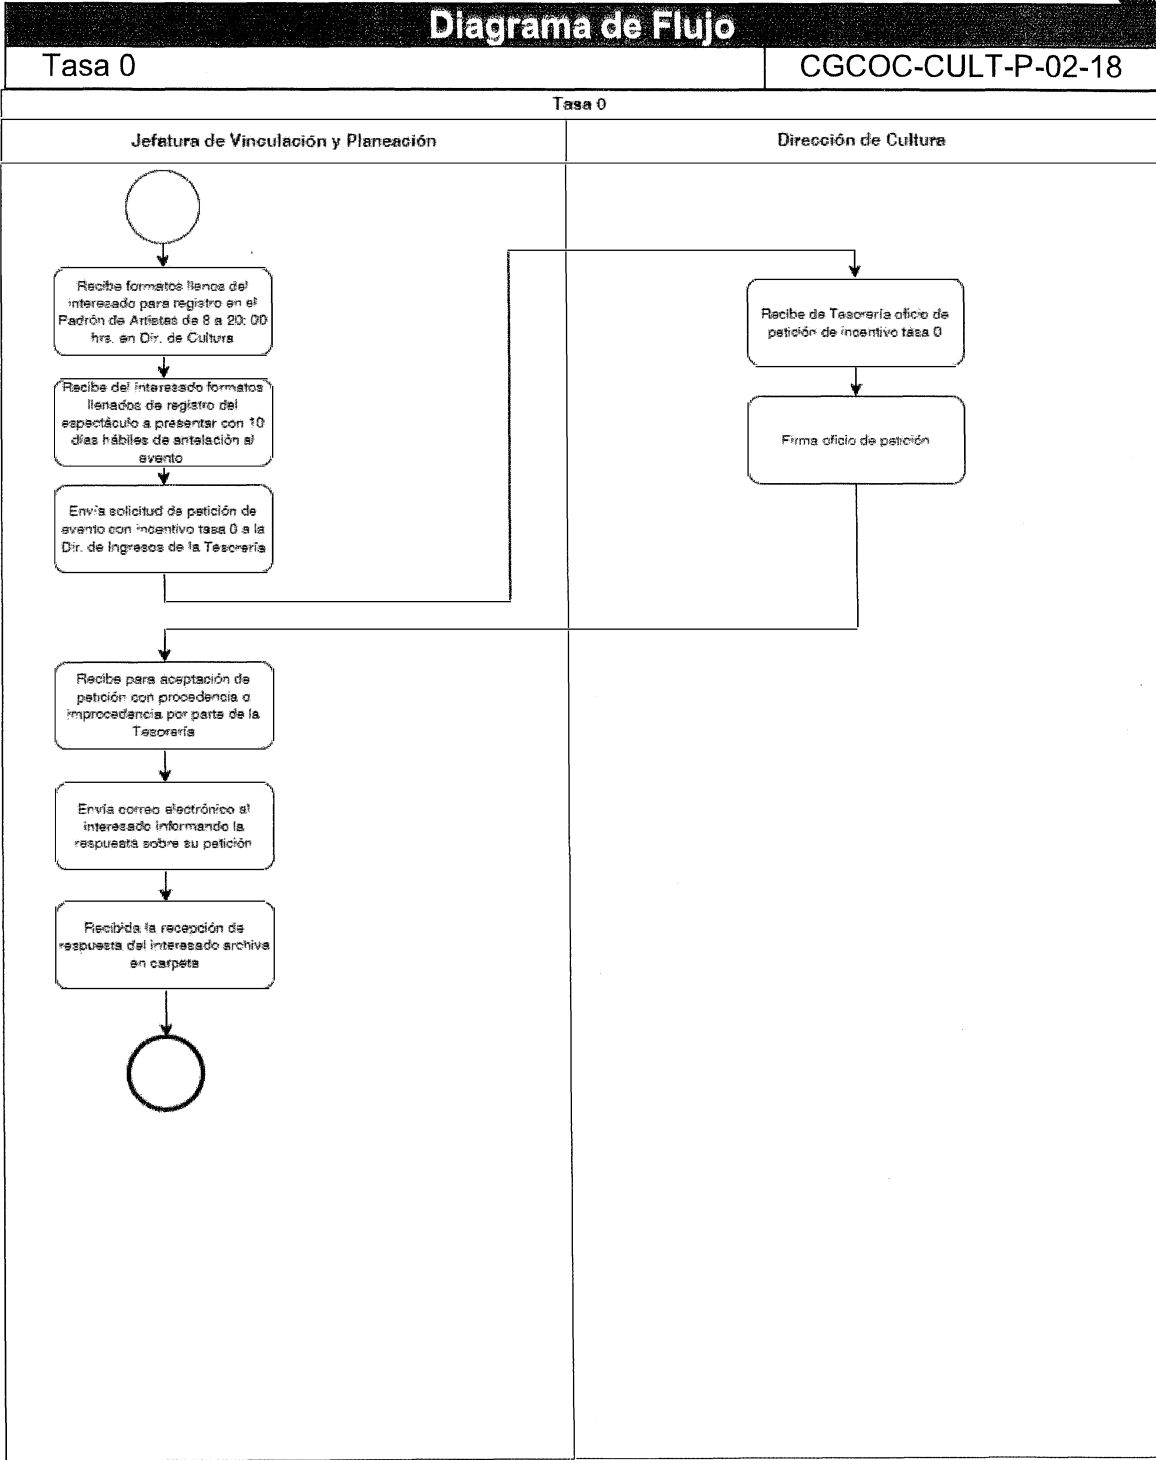 Diagrama de Flujo
Tasa 0
CGCOC-CULT-P-02-18
Tasa 0
Jefatura de Vinculación y Planeación
Dirección de Cultura
Recibe formatos llenos del
interesado para registro en el
Padrón de Artistas de 8 a 20: 00
hrs. en Dir. de Cultura
Recibe del interesado formatos
llenados de registro del
espectáculo a presentar con 10
días hábiles de antelación al
evento
Envía solicitud de petición de
evento con incentivo tasa 0 a la
Dir. de Ingresos de la Tesorería
Recibe de Tesorería oficio de
petición de incentivo tasa 0
Firma oficio de petición
Recibe para aceptación de
petición con procedencia o
improcedencia por parte de la
Tesorería
Envía correo electrónico al
interesado informando la
respuesta sobre su petición
Recibida la recepción de
respuesta del interesado archiva
en carpeta